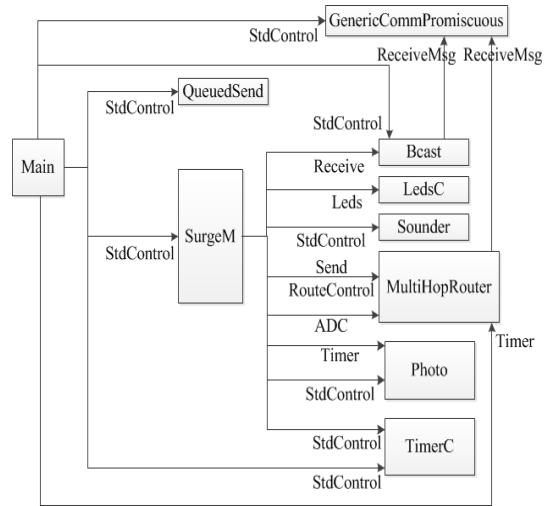 GenericCommPromiscuous
StdControl
ReceiveMsg
ReceiveMsg
QueuedSend
StdControl
StdControl
Main
Bcast
Receive
LedsC
Leds
SurgeM
Sounder
StdControl
StdControl
Send
RouteControl
MultiHopRouter
ADC
Timer
Timer
Photo
StdControl
StdControl
TimerC
StdControl